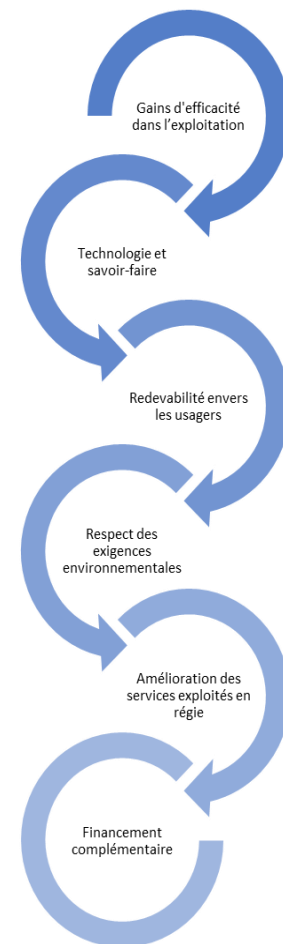 Gains d'efficacité
dans l'exploitation
Technologie et
savoir-faire
Redevabilité envers
les usagers
Respect des
exigences
environnementales
Amélioration des
services exploités en
régie
Financement
complémentaire